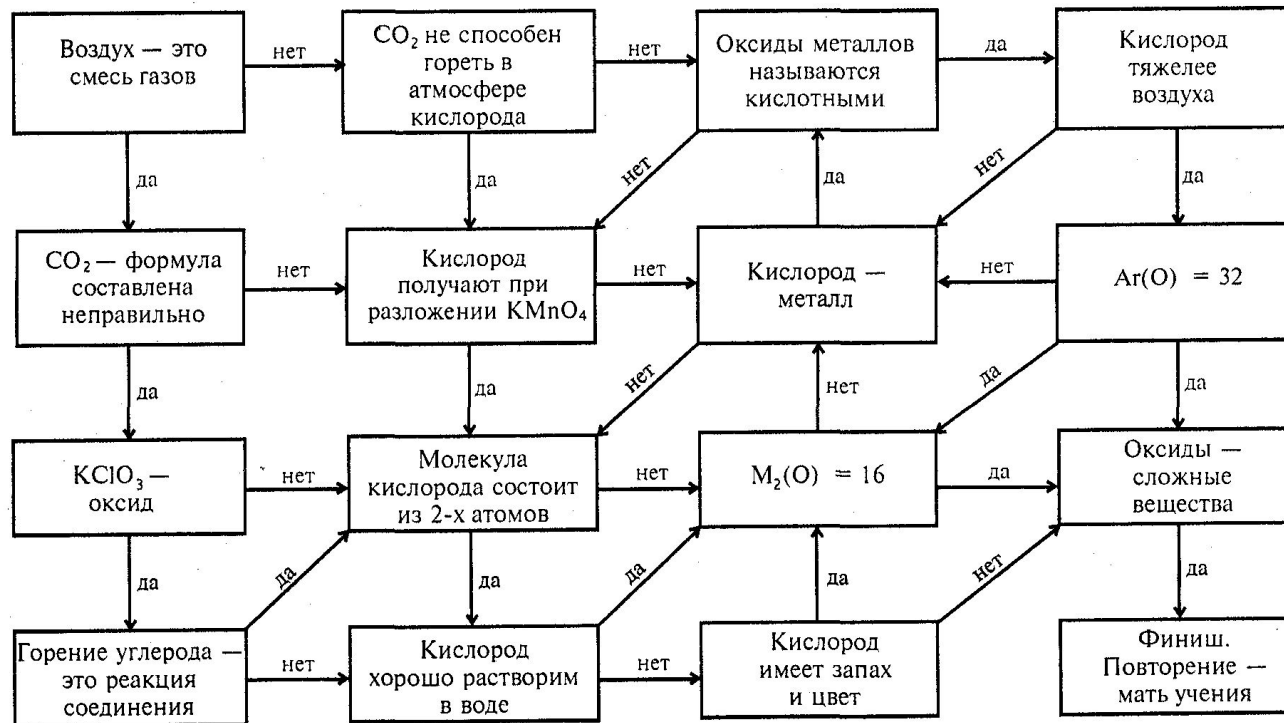 Воздух — это
смесь газов
нет
CO₂ не способен
гореть в
атмосфере
кислорода
нет
Оксиды металлов
называются
кислотными
да
Кислород
тяжелее
воздуха
да
да
нет
да
нет
да
CO₂ — формула
составлена
неправильно
нет
Кислород
получают при
разложении KMnO₄
нет
Кислород —
металл
нет
Ar(O) = 32
да
да
нет
нет
да
да
KClO₃ —
оксид
нет
Молекула
кислорода состоит
из 2-х атомов
нет
M₂(O) = 16
да
Оксиды —
сложные
вещества
да
да
да
да
да
нет
да
Горение углерода —
это реакция
соединения
нет
Кислород
хорошо растворим
в воде
нет
Кислород
имеет запах
и цвет
Финиш.
Повторение —
мать учения